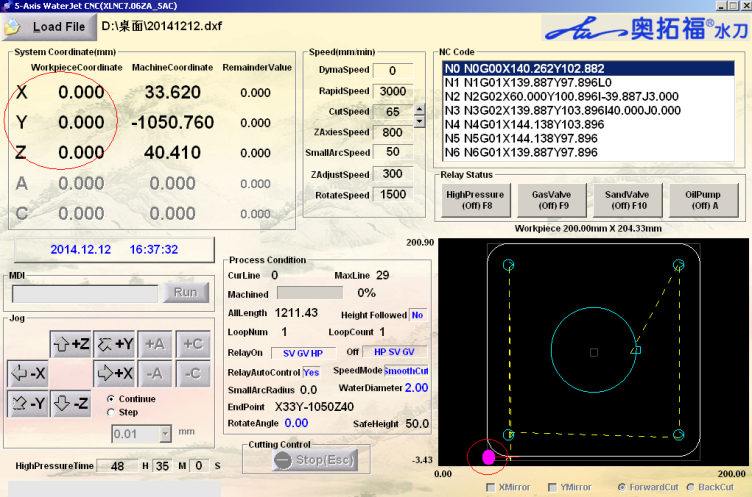 5-Axis WaterJet CNC(XLNC7.06ZA_5AC)
Load File D:\桌面\20141212.dxf
奥拓福®水刀
System Coordinate(mm)
WorkpieceCoordinate MachineCoordinate RemainderValue
X 0.000 33.620 0.000
Y 0.000 -1050.760 0.000
Z 0.000 40.410 0.000
A 0.000 0.000 0.000
C 0.000 0.000 0.000
Speed(mm/min)
DymaSpeed 0
RapidSpeed 3000
CutSpeed 65
ZAxiesSpeed 800
SmallArcSpeed 50
ZAdjustSpeed 300
RotateSpeed 1500
NC Code
N0 N0G00X140.262Y102.882
N1 N1G01X139.887Y97.896L0
N2 N2G02X60.000Y100.896I-39.887J3.000
N3 N3G02X139.887Y103.896I40.000J0.000
N4 N4G01X144.138Y103.896
N5 N5G01X144.138Y97.896
N6 N6G01X139.887Y97.896
Relay Status
HighPressure (Off) F8
GasValve (Off) F9
SandValve (Off) F10
OilPump (Off) A
2014.12.12 16:37:32
MDI
Run
Jog
+Z +Y +A +C
-X +X -A -C
-Y -Z
Continue
Step
0.01 mm
HighPressureTime 48 H 35 M 0 S
Process Condition
CurLine 0 MaxLine 29
Machined 0%
AllLength 1211.43 Height Followed No
LoopNum 1 LoopCount 1
RelayOn SV GV HP Off HP SV GV
RelayAutoControl Yes SpeedMode SmoothCut
SmallArcRadius 0.0 WaterDiameter 2.00
EndPoint X33Y-1050Z40
RotateAngle 0.00 SafeHeight 50.0
Cutting Control
Stop(Esc)
Workpiece 200.00mm X 204.33mm
200.90
-3.43
0.00 200.00
XMirror YMirror ForwardCut BackCut